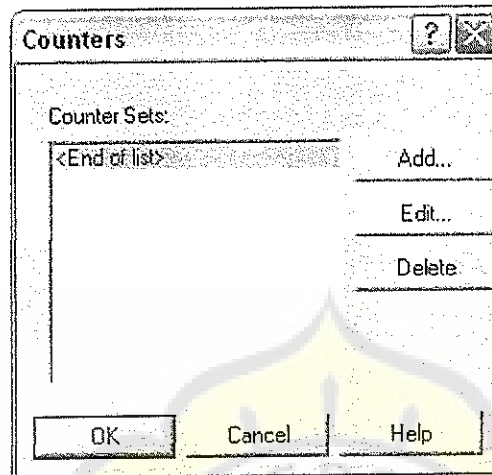 Counters
?
Counter Sets:
<End of list>
Add...
Edit...
Delete
OK
Cancel
Help